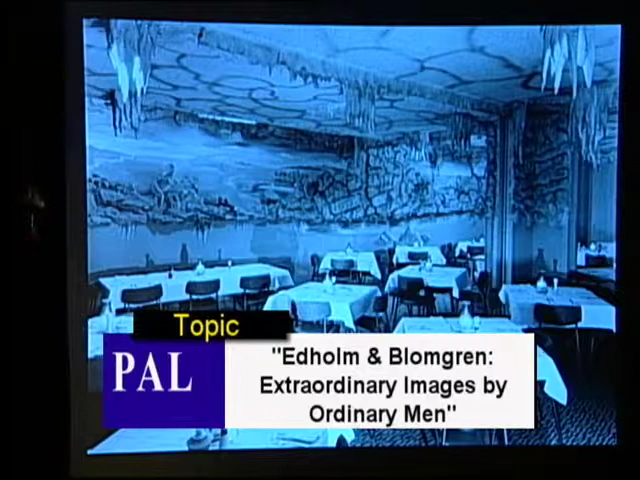 Topic
PAL
"Edholm & Blomgren:
Extraordinary Images by
Ordinary Men"